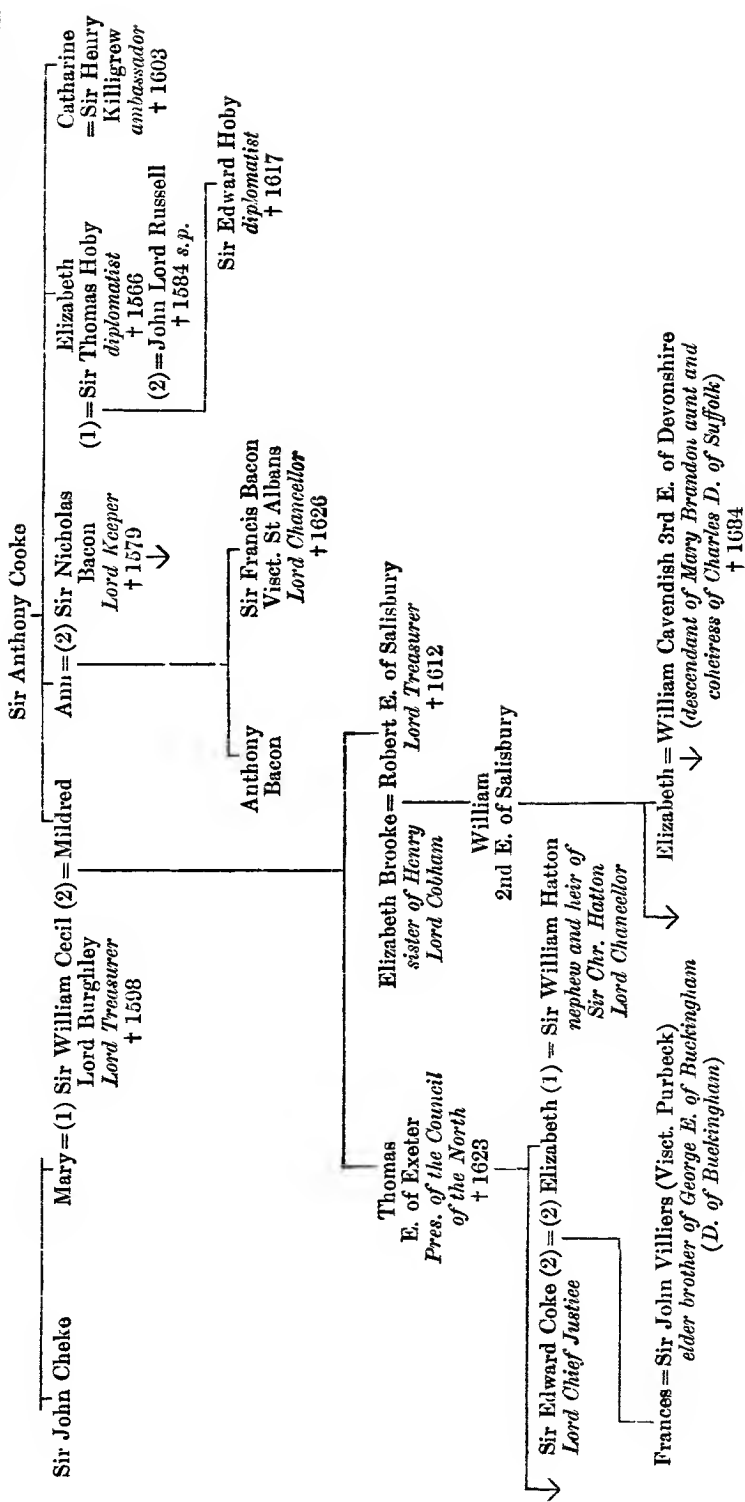 Sir Anthony Cooke
Sir John Cheke
Mary = (1) Sir William Cecil (2) = Mildred
Lord Burghley
Lord Treasurer
† 1598
Ann = (2) Sir Nicholas
Bacon
Lord Keeper
† 1579
Elizabeth
(1) = Sir Thomas Hoby
diplomatist
† 1566
(2) = John Lord Russell
† 1584 s.p.
Catharine
= Sir Henry
Killigrew
ambassador
† 1603
Anthony
Bacon
Sir Francis Bacon
Visct. St Albans
Lord Chancellor
† 1626
Sir Edward Hoby
diplomatist
† 1617
Thomas
E. of Exeter
Pres. of the Council
of the North
† 1623
Elizabeth Brooke = Robert E. of Salisbury
sister of Henry
Lord Cobham
Lord Treasurer
† 1612
William
2nd E. of Salisbury
Sir Edward Coke (2) = (2) Elizabeth (1) = Sir William Hatton
Lord Chief Justice
nephew and heir of
Sir Chr. Hatton
Lord Chancellor
Elizabeth = William Cavendish 3rd E. of Devonshire
(descendant of Mary Brandon aunt and
coheiress of Charles D. of Suffolk)
† 1684
Frances = Sir John Villiers (Visct. Purbeck)
elder brother of George E. of Buckingham
(D. of Buckingham)